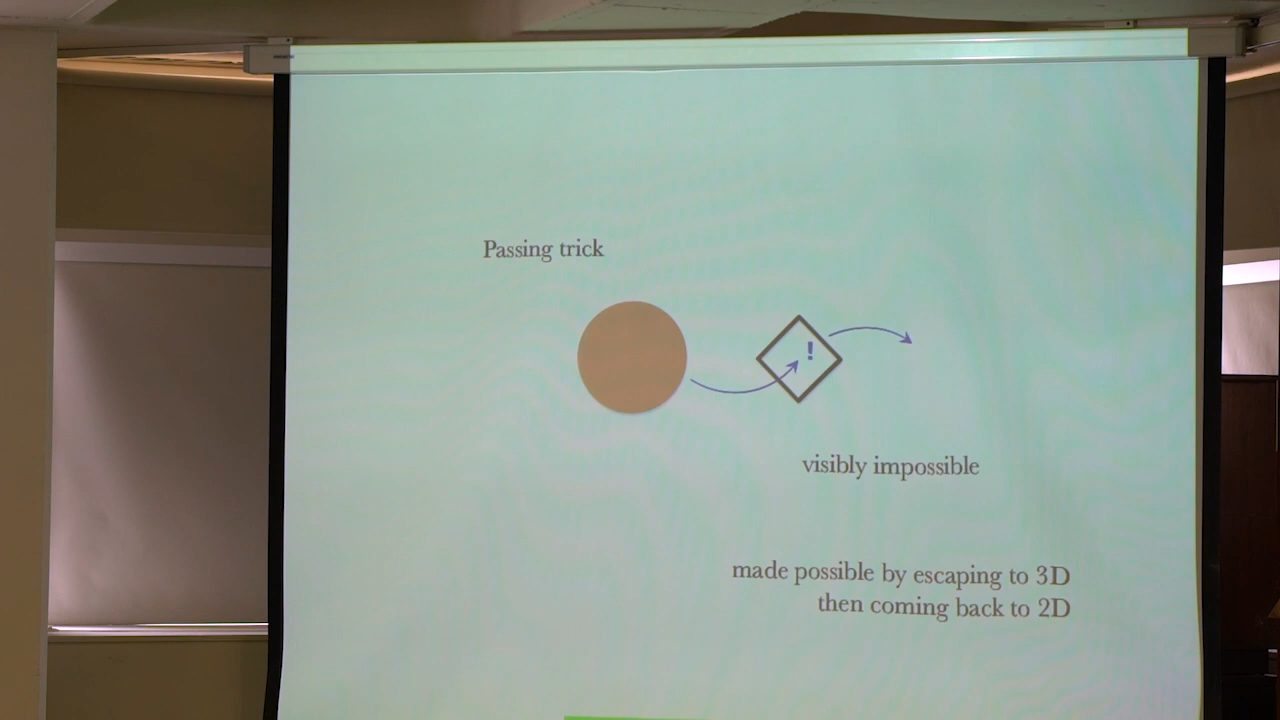 Passing trick
!
visibly impossible
made possible by escaping to 3D
then coming back to 2D